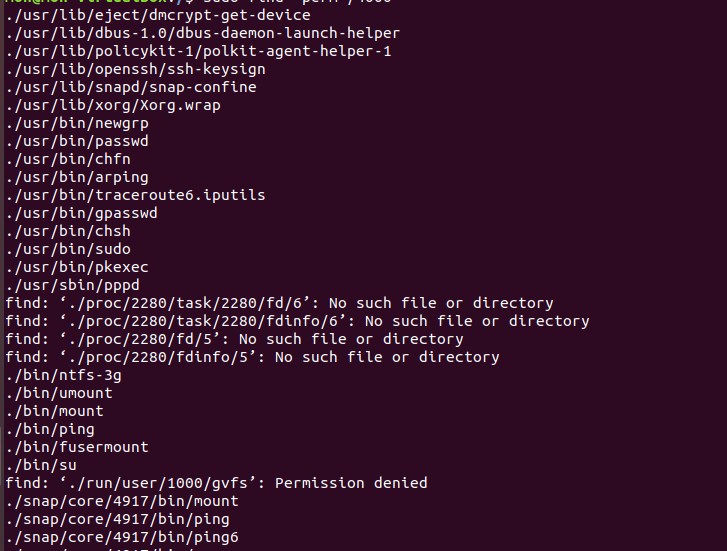 ./usr/lib/eject/dmcrypt-get-device
./usr/lib/dbus-1.0/dbus-daemon-launch-helper
./usr/lib/policykit-1/polkit-agent-helper-1
./usr/lib/openssh/ssh-keysign
./usr/lib/snapd/snap-confine
./usr/lib/xorg/Xorg.wrap
./usr/bin/newgrp
./usr/bin/passwd
./usr/bin/chfn
./usr/bin/arping
./usr/bin/traceroute6.iputils
./usr/bin/gpasswd
./usr/bin/chsh
./usr/bin/sudo
./usr/bin/pkexec
./usr/sbin/pppd
find: ‘./proc/2280/task/2280/fd/6’: No such file or directory
find: ‘./proc/2280/task/2280/fdinfo/6’: No such file or directory
find: ‘./proc/2280/fd/5’: No such file or directory
find: ‘./proc/2280/fdinfo/5’: No such file or directory
./bin/ntfs-3g
./bin/umount
./bin/mount
./bin/ping
./bin/fusermount
./bin/su
find: ‘./run/user/1000/gvfs’: Permission denied
./snap/core/4917/bin/mount
./snap/core/4917/bin/ping
./snap/core/4917/bin/ping6